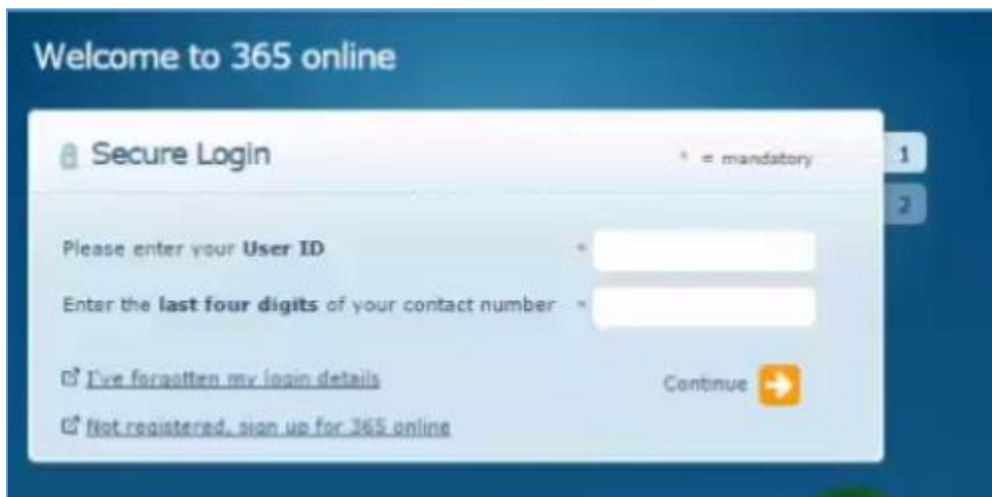 Welcome to 365 online
Secure Login
* = mandatory
1
2
Please enter your User ID *
Enter the last four digits of your contact number *
I've forgotten my login details
Continue
Not registered, sign up for 365 online